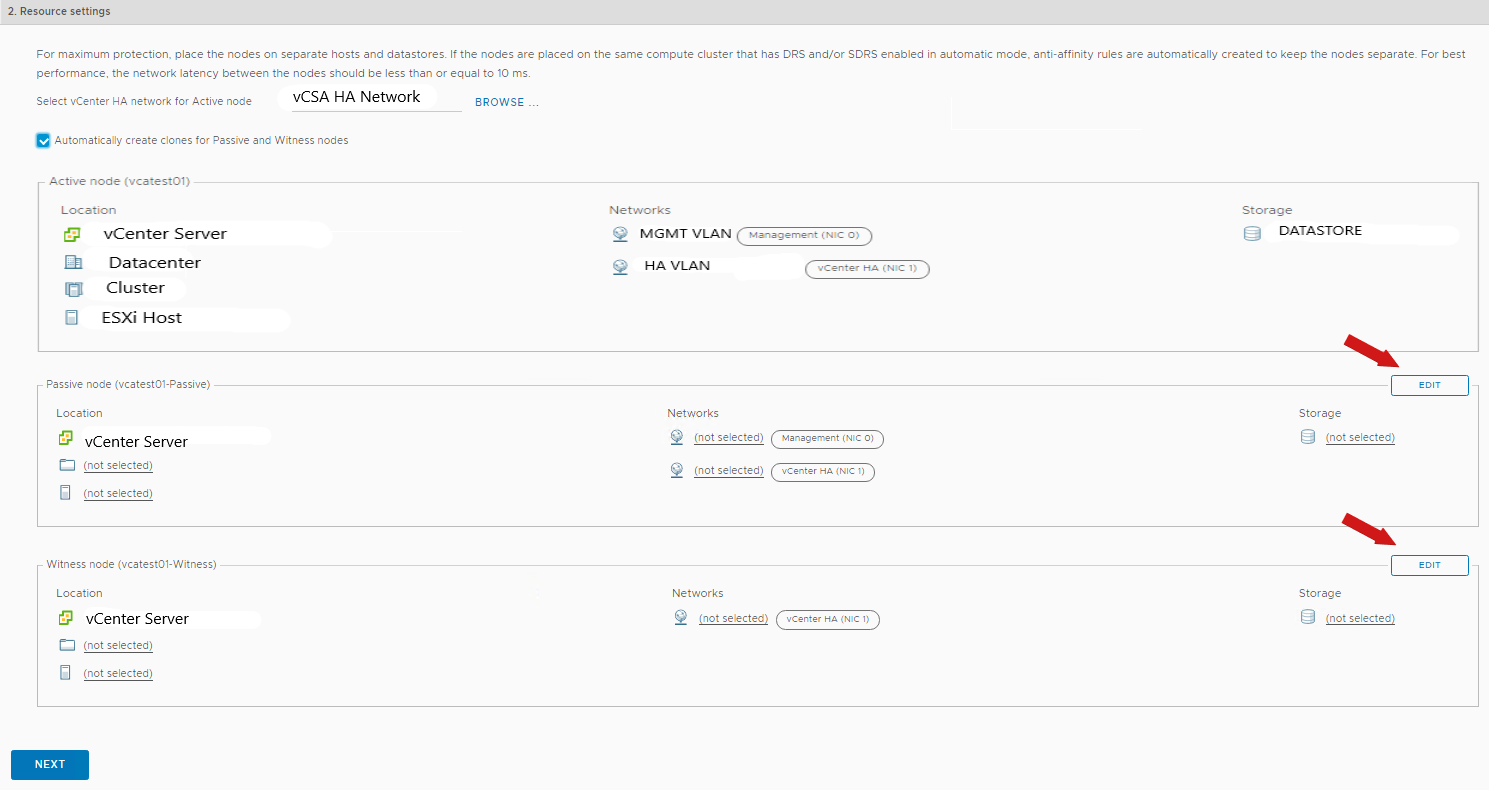 2. Resource settings
For maximum protection, place the nodes on separate hosts and datastores. If the nodes are placed on the same compute cluster that has DRS and/or SDRS enabled in automatic mode, anti-affinity rules are automatically created to keep the nodes separate. For best
performance, the network latency between the nodes should be less than or equal to 10 ms.
Select vCenter HA network for Active node vCSA HA Network BROWSE ...
Automatically create clones for Passive and Witness nodes
Active node (vcatest01)
Location Networks Storage
vCenter Server MGMT VLAN Management (NIC 0) DATASTORE
Datacenter HA VLAN vCenter HA (NIC 1)
Cluster
ESXi Host
Passive node (vcatest01-Passive) EDIT
Location Networks Storage
vCenter Server (not selected) Management (NIC 0) (not selected)
(not selected) (not selected) vCenter HA (NIC 1)
(not selected)
Witness node (vcatest01-Witness) EDIT
Location Networks Storage
vCenter Server (not selected) vCenter HA (NIC 1) (not selected)
(not selected)
(not selected)
NEXT